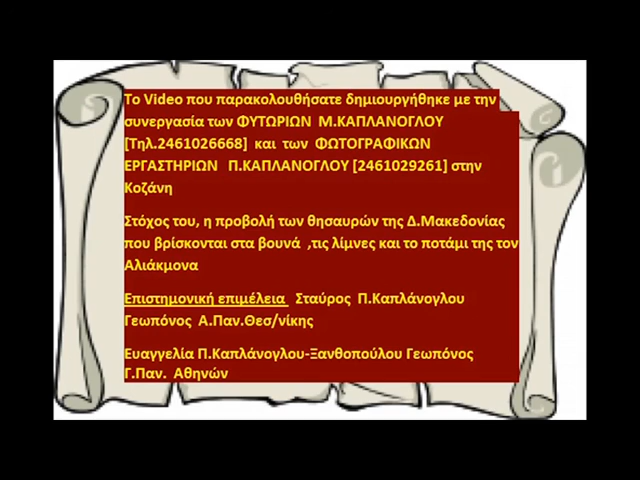 Το Video που παρακολουθήσατε δημιουργήθηκε με την
συνεργασία των ΦΥΤΩΡΙΩΝ Μ.ΚΑΠΛΑΝΟΓΛΟΥ
[Τηλ.2461026668] και των ΦΩΤΟΓΡΑΦΙΚΩΝ
ΕΡΓΑΣΤΗΡΙΩΝ Π.ΚΑΠΛΑΝΟΓΛΟΥ [2461029261] στην
Κοζάνη
Στόχος του, η προβολή των θησαυρών της Δ.Μακεδονίας
που βρίσκονται στα βουνά ,τις λίμνες και το ποτάμι της τον
Αλιάκμονα
Επιστημονική επιμέλεια Σταύρος Π.Καπλάνογλου
Γεωπόνος Α.Παν.Θεσ/νίκης
Ευαγγελία Π.Καπλάνογλου-Ξανθοπούλου Γεωπόνος
Γ.Παν. Αθηνών